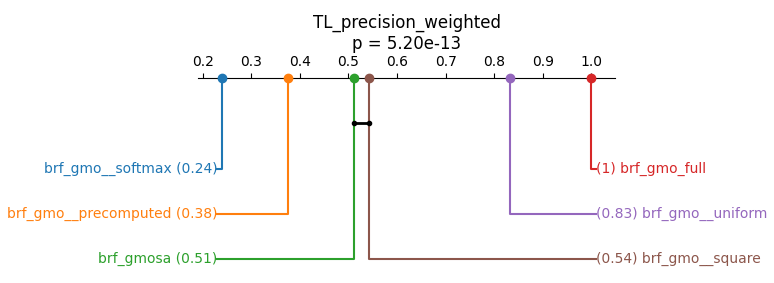 TL_precision_weighted
p = 5.20e-13
0.2 0.3 0.4 0.5 0.6 0.7 0.8 0.9 1.0
brf_gmo__softmax (0.24)
(1) brf_gmo_full
brf_gmo__precomputed (0.38)
(0.83) brf_gmo__uniform
brf_gmosa (0.51)
(0.54) brf_gmo__square